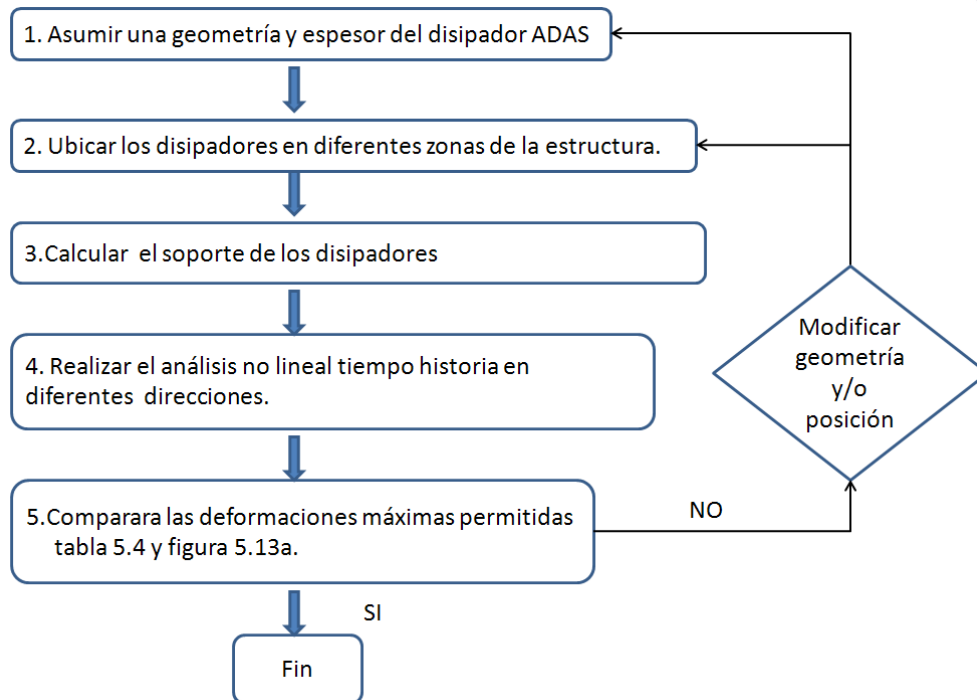 1. Asumir una geometría y espesor del disipador ADAS
2. Ubicar los disipadores en diferentes zonas de la estructura.
3.Calcular el soporte de los disipadores
4. Realizar el análisis no lineal tiempo historia en
diferentes direcciones.
5.Comparara las deformaciones máximas permitidas
tabla 5.4 y figura 5.13a.
NO
Modificar
geometría
y/o
posición
SI
Fin